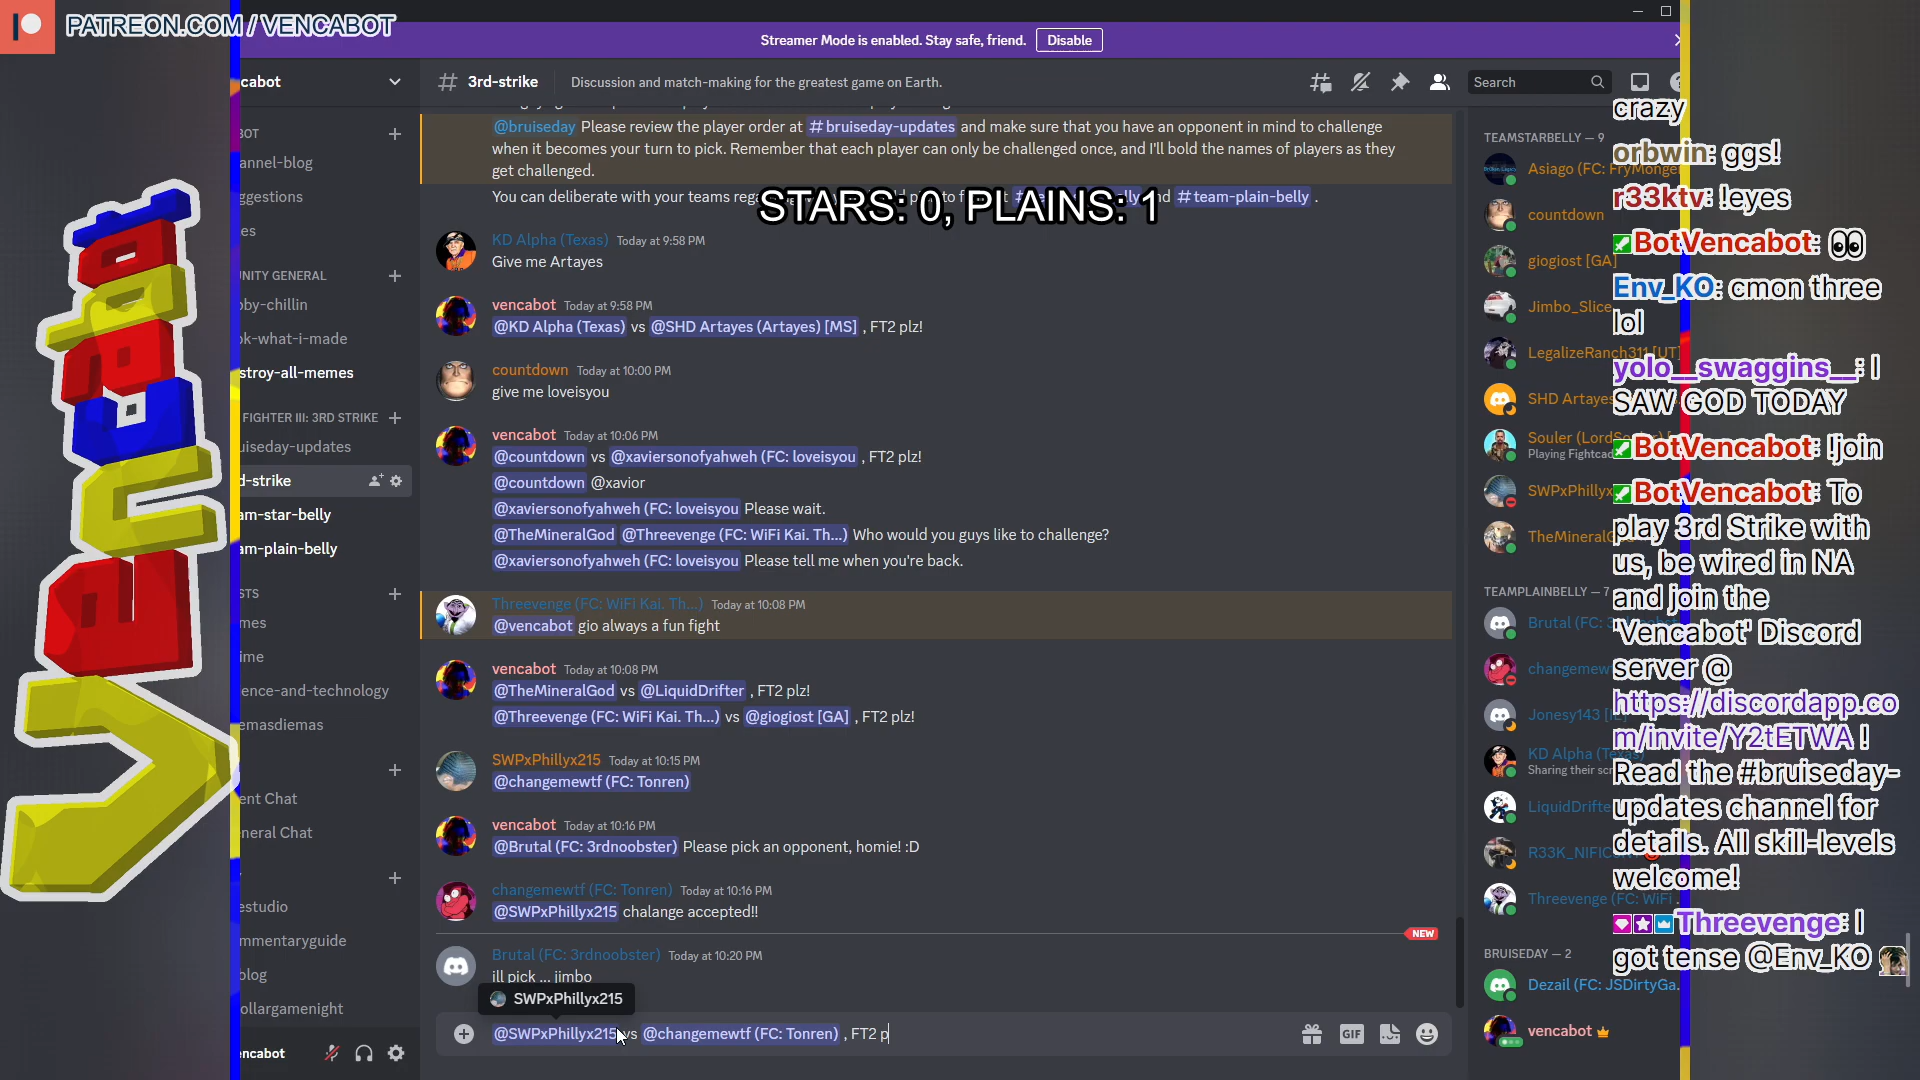 PATREON.COM / VENCABOT
Streamer Mode is enabled. Stay safe, friend. Disable
cabot
3rd-strike
Discussion and match-making for the greatest game on Earth.
Search
STARS: 0, PLAINS: 1
BOT
annel-blog
ggestions
es
UNITY GENERAL
by-chillin
ok-what-i-made
stroy-all-memes
FIGHTER III: 3RD STRIKE
uiseday-updates
d-strike
am-star-belly
am-plain-belly
STS
mes
ime
ience-and-technology
emasdiemas
ent Chat
neral Chat
estudio
mmentaryguide
blog
ollargamenight
encabot
@bruiseday Please review the player order at # bruiseday-updates and make sure that you have an opponent in mind to challenge
when it becomes your turn to pick. Remember that each player can only be challenged once, and I'll bold the names of players as they
get challenged.
You can deliberate with your teams # team-plain-belly .
KD Alpha (Texas) Today at 9:58 PM
Give me Artayes
vencabot Today at 9:58 PM
@KD Alpha (Texas) vs @SHD Artayes (Artayes) [MS] , FT2 plz!
countdown Today at 10:00 PM
give me loveisyou
vencabot Today at 10:06 PM
@countdown vs @xaviersonofyahweh (FC: loveisyou , FT2 plz!
@countdown @xavior
@xaviersonofyahweh (FC: loveisyou Please wait.
@TheMineralGod @Threevenge (FC: WiFi Kai. Th...) Who would you guys like to challenge?
@xaviersonofyahweh (FC: loveisyou Please tell me when you're back.
Threevenge (FC: WiFi Kai. Th...) Today at 10:08 PM
@vencabot gio always a fun fight
vencabot Today at 10:08 PM
@TheMineralGod vs @LiquidDrifter , FT2 plz!
@Threevenge (FC: WiFi Kai. Th...) vs @giogiost [GA] , FT2 plz!
SWPxPhillyx215 Today at 10:15 PM
@changemewtf (FC: Tonren)
vencabot Today at 10:16 PM
@Brutal (FC: 3rdnoobster) Please pick an opponent, homie! :D
changemewtf (FC: Tonren) Today at 10:16 PM
@SWPxPhillyx215 chalange accepted!!
NEW
Brutal (FC: 3rdnoobster) Today at 10:20 PM
ill pick ... jimbo
SWPxPhillyx215
@SWPxPhillyx215 vs @changemewtf (FC: Tonren) , FT2 p
GIF
TEAMSTARBELLY — 9
Asiago (FC: FryMonger
countdown
giogiost [GA]
Jimbo_Slice
LegalizeRanch311 [UT]
SHD Artayes
Souler
Playing Fightcad
SWPxPhillyx
TheMineralG
TEAMPLAINBELLY — 7
Brutal (FC:
changemew
Jonesy143
KD Alpha (Texas)
Sharing their scr
LiquidDrifte
R33K_NIFIC
Threevenge (FC: WiFi
BRUISEDAY — 2
Dezail (FC: JSDirtyGa...
vencabot
crazy
orbwin: ggs!
r33ktv: !eyes
BotVencabot: 👀
Env_KO: cmon three
lol
yolo__swaggins__: I
SAW GOD TODAY
BotVencabot: !join
BotVencabot: To
play 3rd Strike with
us, be wired in NA
and join the
'Vencabot' Discord
server @
https://discordapp.co
m/invite/Y2tETWA !
Read the #bruiseday-
updates channel for
details. All skill-levels
welcome!
Threevenge: I
got tense @Env_KO
vencabot